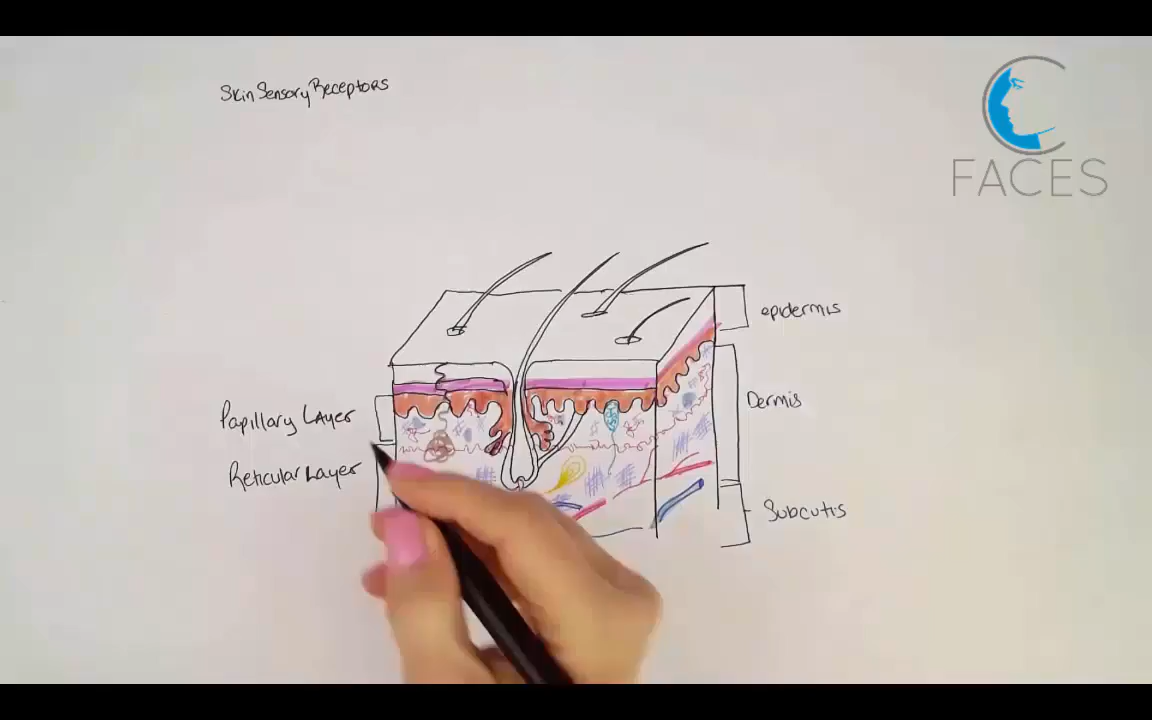 Skin Sensory Receptors
FACES
epidermis
Papillary Layer
Dermis
Reticular Layer
Subcutis